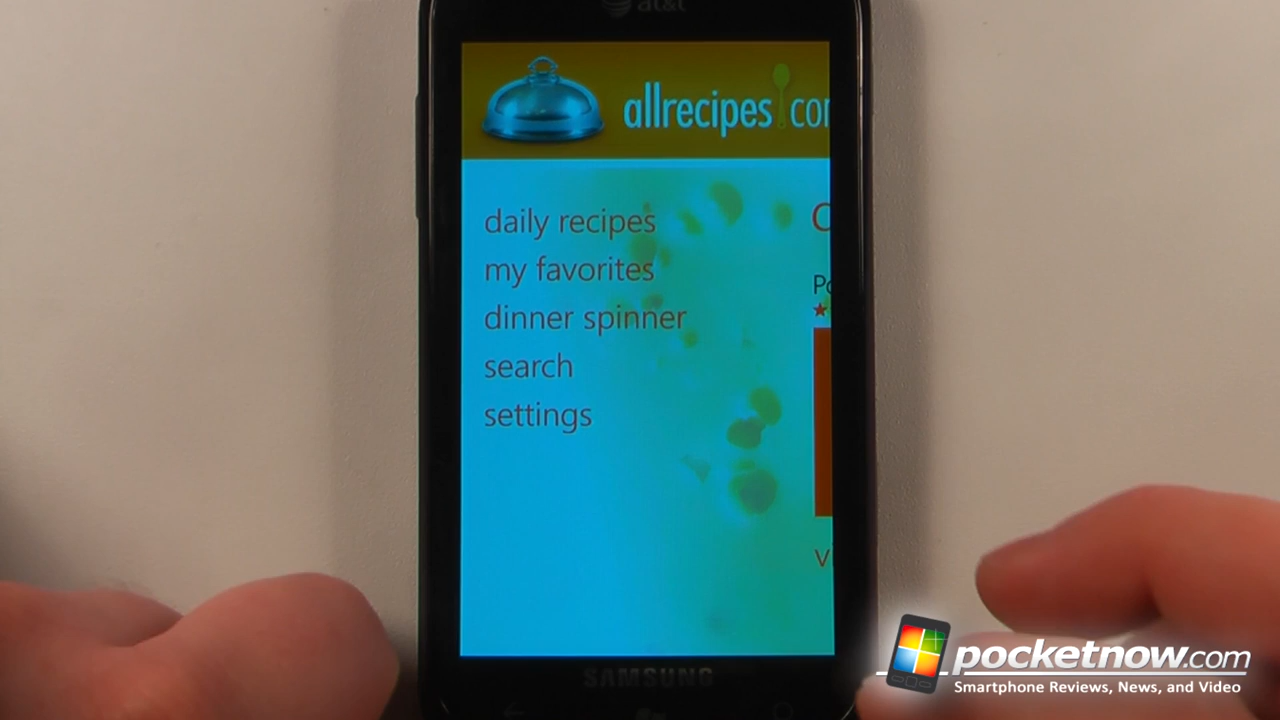 at&t
allrecipes.com
daily recipes
my favorites
dinner spinner
search
settings
SAMSUNG
pocketnow.com
Smartphone Reviews, News, and Video